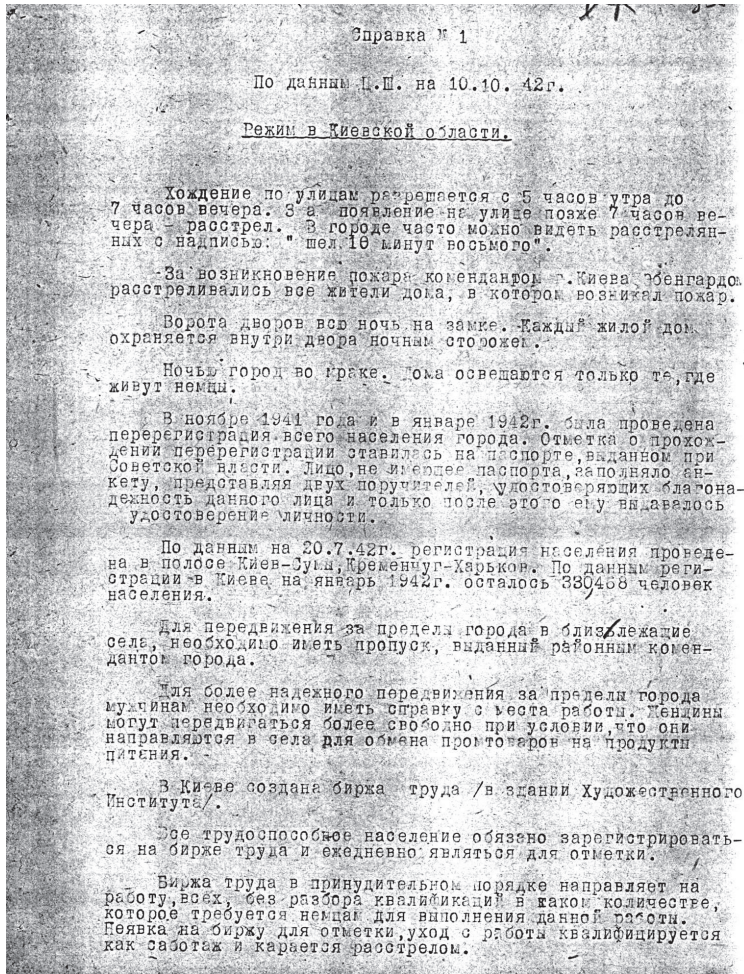 Справка № 1
По данным Ц.Ш. на 10.10. 42г.
Режим в Киевской области.
Хождение по улицам разрешается с 5 часов утра до
7 часов вечера. З а появление на улице позже 7 часов ве-
чера - расстрел. В городе часто можно видеть расстрелян-
ных с надписью: " шел 10 минут восьмого".
За возникновение пожара комендантом г.Киева Эбенгардом
расстреливались все жители дома, в котором возникал пожар.
Ворота дворов всю ночь на замке. Каждый жилой дом
охраняется внутри двора ночным сторожем.
Ночью город во мраке. Дома освещаются только те,где
живут немцы.
В ноябре 1941 года и в январе 1942г. была проведена
перерегистрация всего населения города. Отметка о прохож-
дении перерегистрации ставилась на паспорте,выданном при
Советской власти. Лицо,не имеющее паспорта,заполняло ан-
кету, представляя двух поручителей, удостоверяющих благона-
дежность данного лица и только после этого ему выдавалось
удостоверение личности.
По данным на 20.7.42г. регистрация населения проведе-
на в полосе Киев-Сумы,Кременчуг-Харьков. По данным реги-
страции в Киеве на январь 1942г. осталось 330468 человек
населения.
Для передвижения за пределы города в близлежащие
села, необходимо иметь пропуск, выданный районным комен-
дантом города.
Для более надежного передвижения за пределы города
мужчинам необходимо иметь справку с места работы. Женщины
могут передвигаться более свободно при условии,что они
направляются в села для обмена промтоваров на продукты
питания. -
В Киеве создана биржа труда /в здании Художественного
Института/.
Все трудоспособное население обязано зарегистрировать-
ся на бирже труда и ежедневно являться для отметки.
Биржа труда в принудительном порядке направляет на
работу,всех, без разбора квалификаций в каком количестве,
которое требуется немцам для выполнения данной работы.
Неявка на биржу для отметки,уход с работы квалифицируется
как саботаж и карается расстрелом.